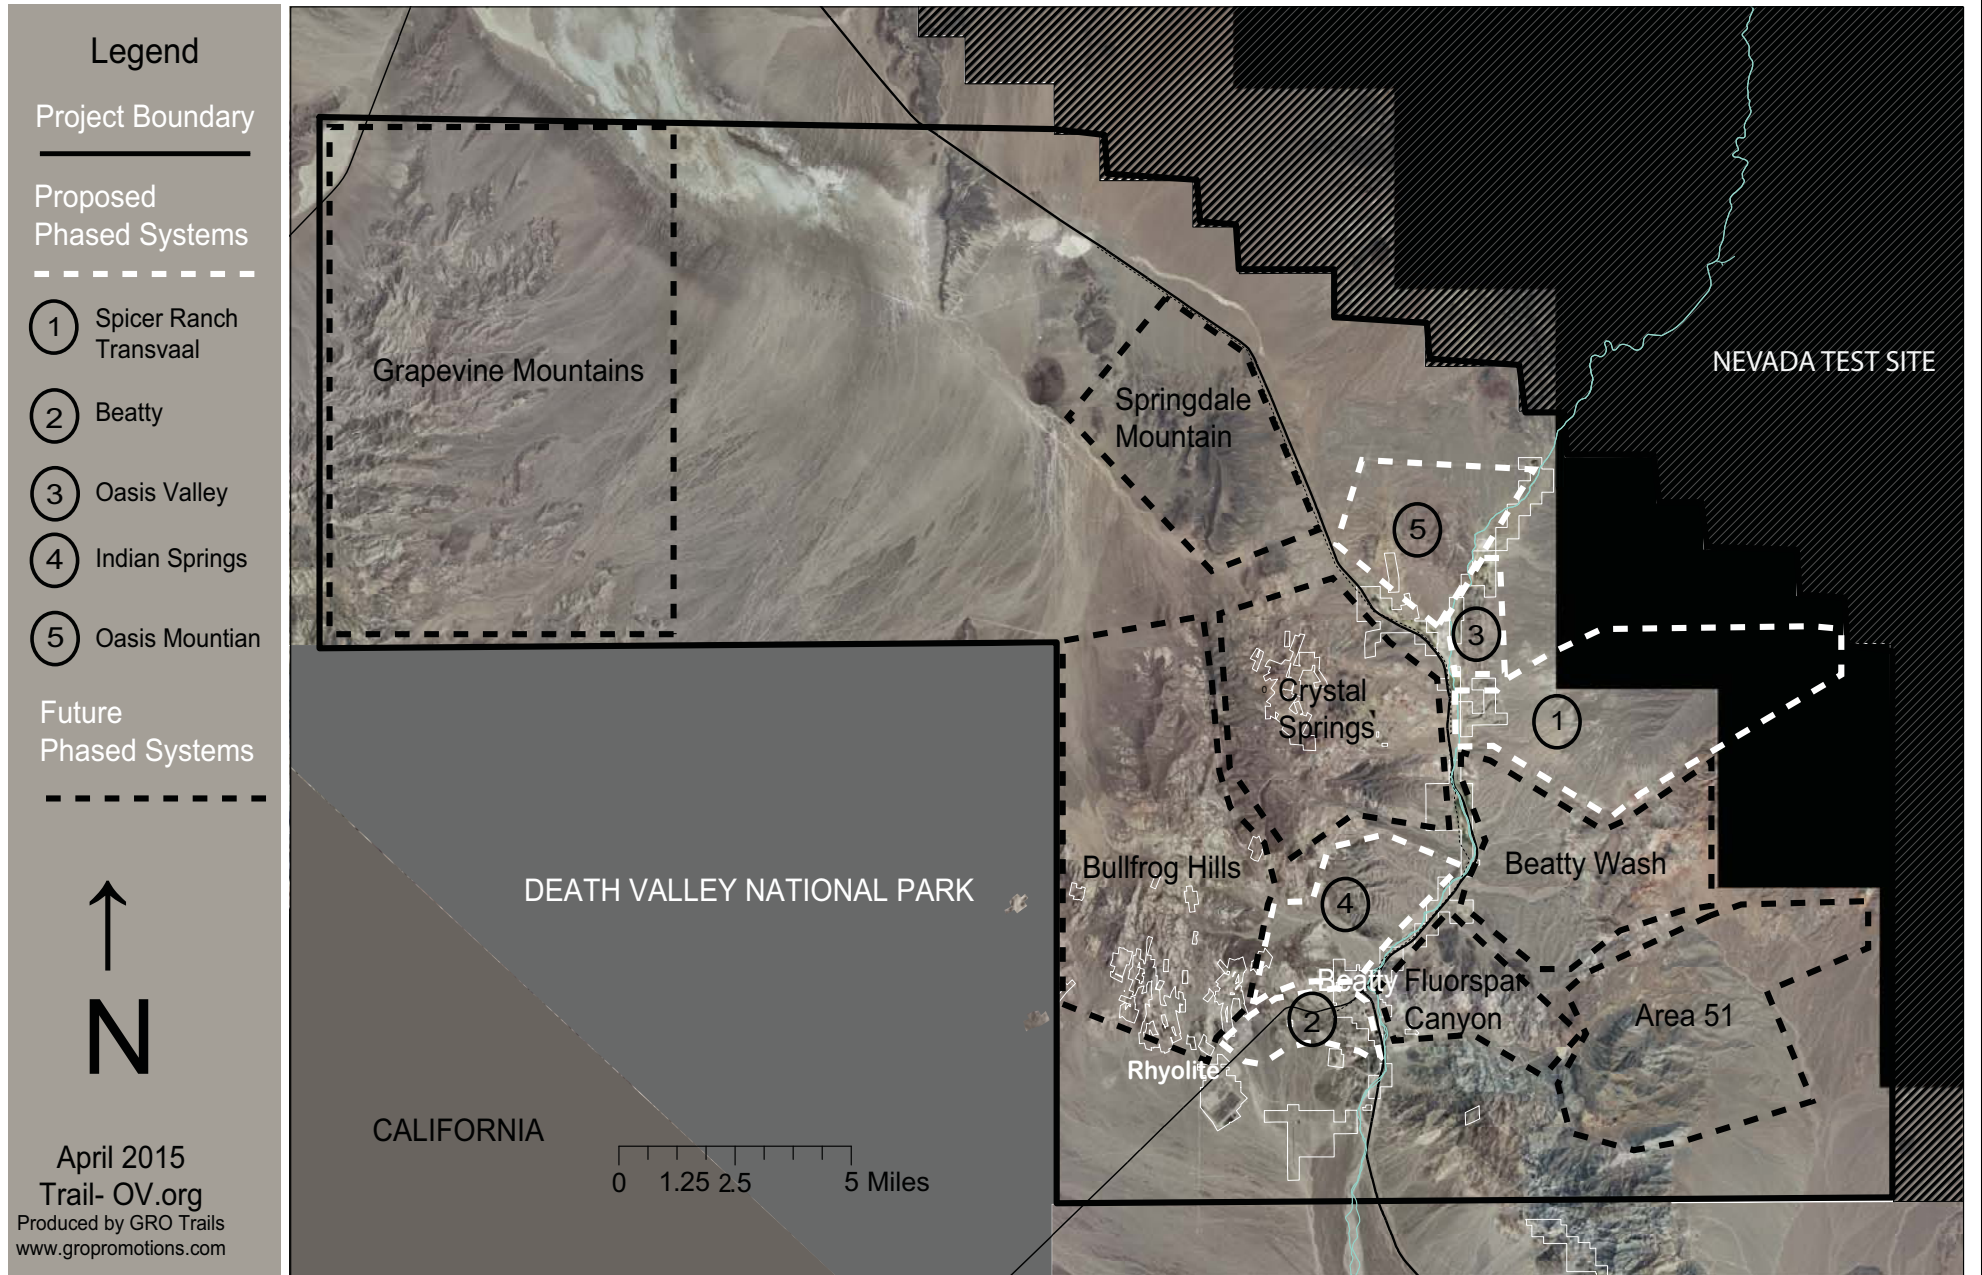 Legend
Project Boundary
Proposed
Phased Systems
1
Spicer Ranch
Transvaal
2
Beatty
3
Oasis Valley
4
Indian Springs
5
Oasis Mountian
Future
Phased Systems
N
April 2015
Trail- OV.org
Produced by GRO Trails
www.gropromotions.com
Grapevine Mountains
Springdale
Mountain
NEVADA TEST SITE
5
3
1
Crystal
Springs
Bullfrog Hills
Beatty Wash
4
DEATH VALLEY NATIONAL PARK
Beatty
Fluorspar
Canyon
2
Area 51
Rhyolite
CALIFORNIA
0 1.25 2.5 5 Miles